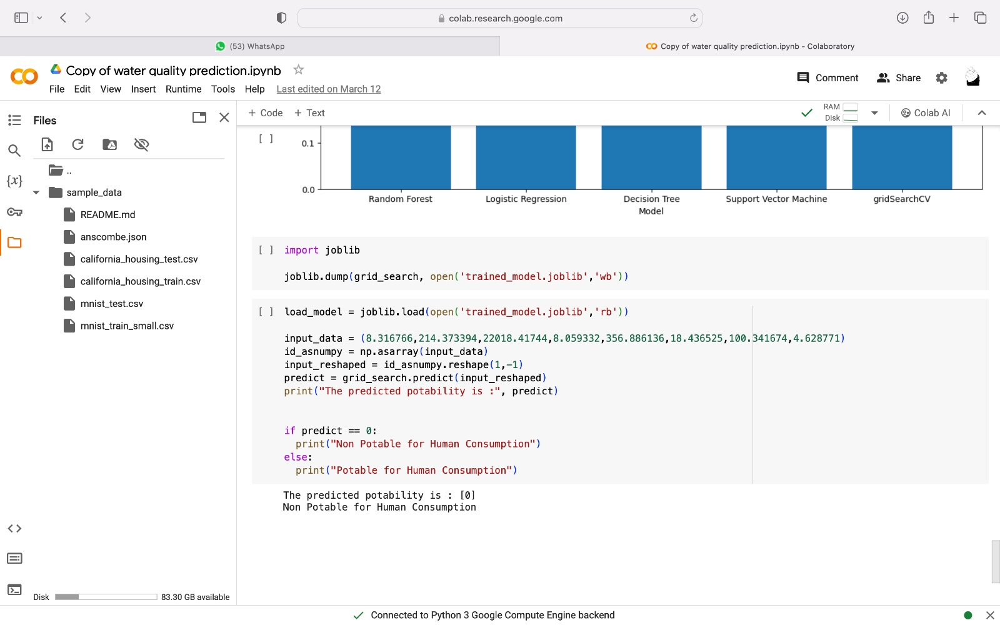 colab.research.google.com
(53) WhatsApp
Copy of water quality prediction.ipynb - Colaboratory
Copy of water quality prediction.ipynb
File Edit View Insert Runtime Tools Help Last edited on March 12
Comment
Share
Files
+ Code + Text
RAM
Disk
Colab AI
..
sample_data
README.md
anscombe.json
california_housing_test.csv
california_housing_train.csv
mnist_test.csv
mnist_train_small.csv
Disk
83.30 GB available
{x}
[ ]
0.1
0.0
Random Forest Logistic Regression Decision Tree Support Vector Machine gridSearchCV
Model
[ ] import joblib
joblib.dump(grid_search, open('trained_model.joblib','wb'))
[ ] load_model = joblib.load(open('trained_model.joblib','rb'))
input_data = (8.316766,214.373394,22018.41744,8.059332,356.886136,18.436525,100.341674,4.628771)
id_asnumpy = np.asarray(input_data)
input_reshaped = id_asnumpy.reshape(1,-1)
predict = grid_search.predict(input_reshaped)
print("The predicted potability is :", predict)
if predict == 0:
  print("Non Potable for Human Consumption")
else:
  print("Potable for Human Consumption")
The predicted potability is : [0]
Non Potable for Human Consumption
Connected to Python 3 Google Compute Engine backend